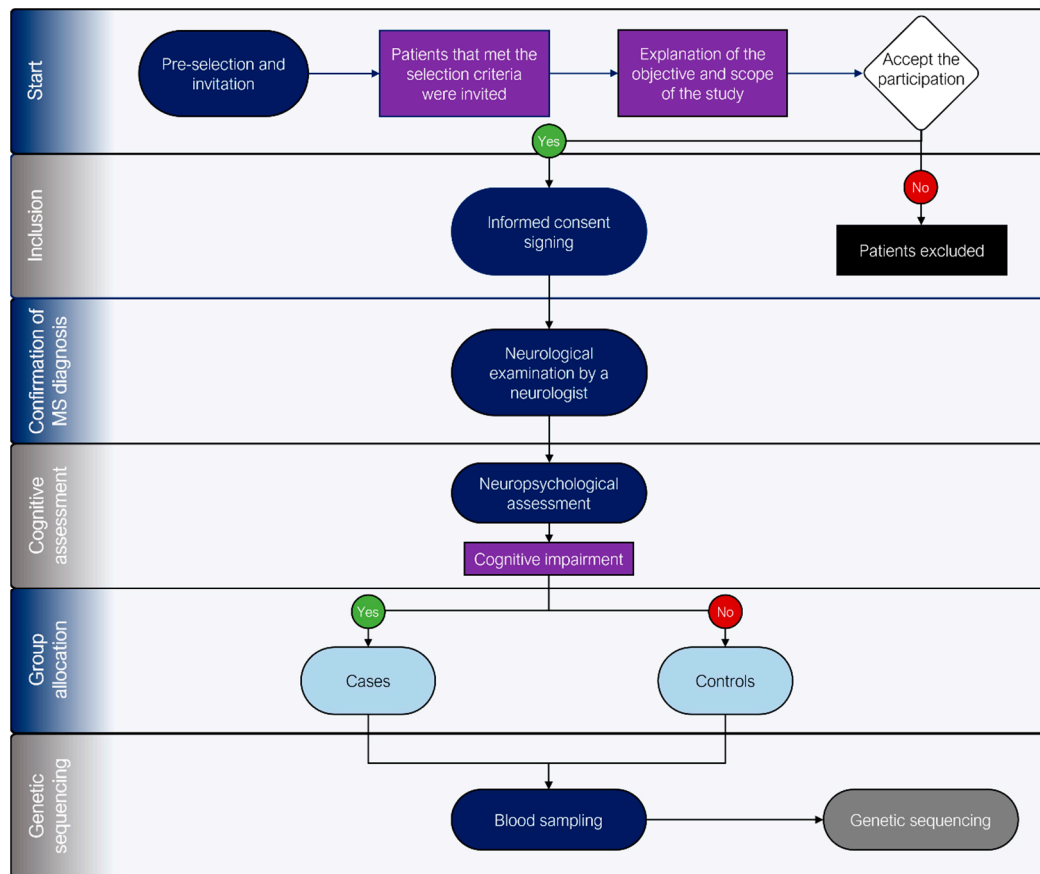 Start
Pre-selection and
invitation
Patients that met the
selection criteria
were invited
Explanation of the
objective and scope
of the study
Accept the
participation
Yes
No
Inclusion
Informed consent
signing
Patients excluded
Confirmation of
MS diagnosis
Neurological
examination by a
neurologist
Cognitive
assessment
Neuropsychological
assessment
Cognitive impairment
Group
allocation
Yes
No
Cases
Controls
Genetic
sequencing
Blood sampling
Genetic sequencing